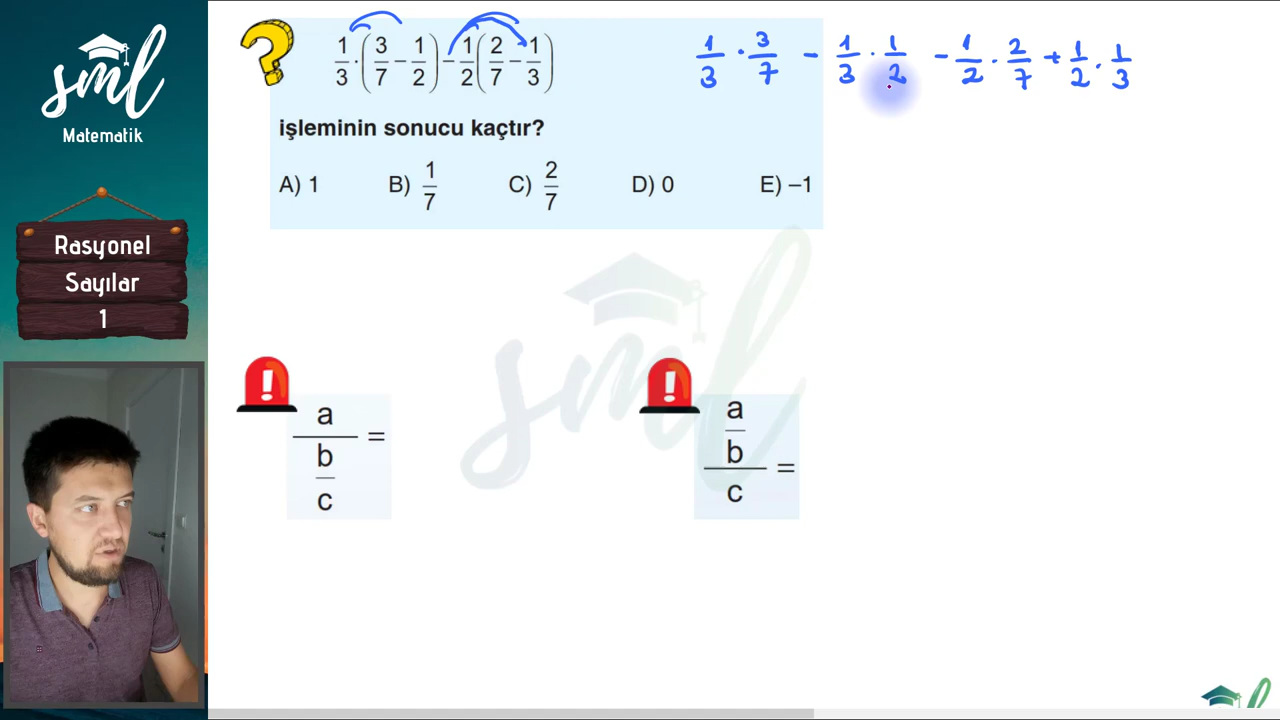 sml
Matematik
Rasyonel
Sayılar
1
1/3 · (3/7 − 1/2) − 1/2 (2/7 − 1/3)
işleminin sonucu kaçtır?
A) 1 B) 1/7 C) 2/7 D) 0 E) –1
1/3 · 3/7 − 1/3 · 1/2 − 1/2 · 2/7 + 1/2 · 1/3
sml
!
a
b
c
=
!
a
b
c
=